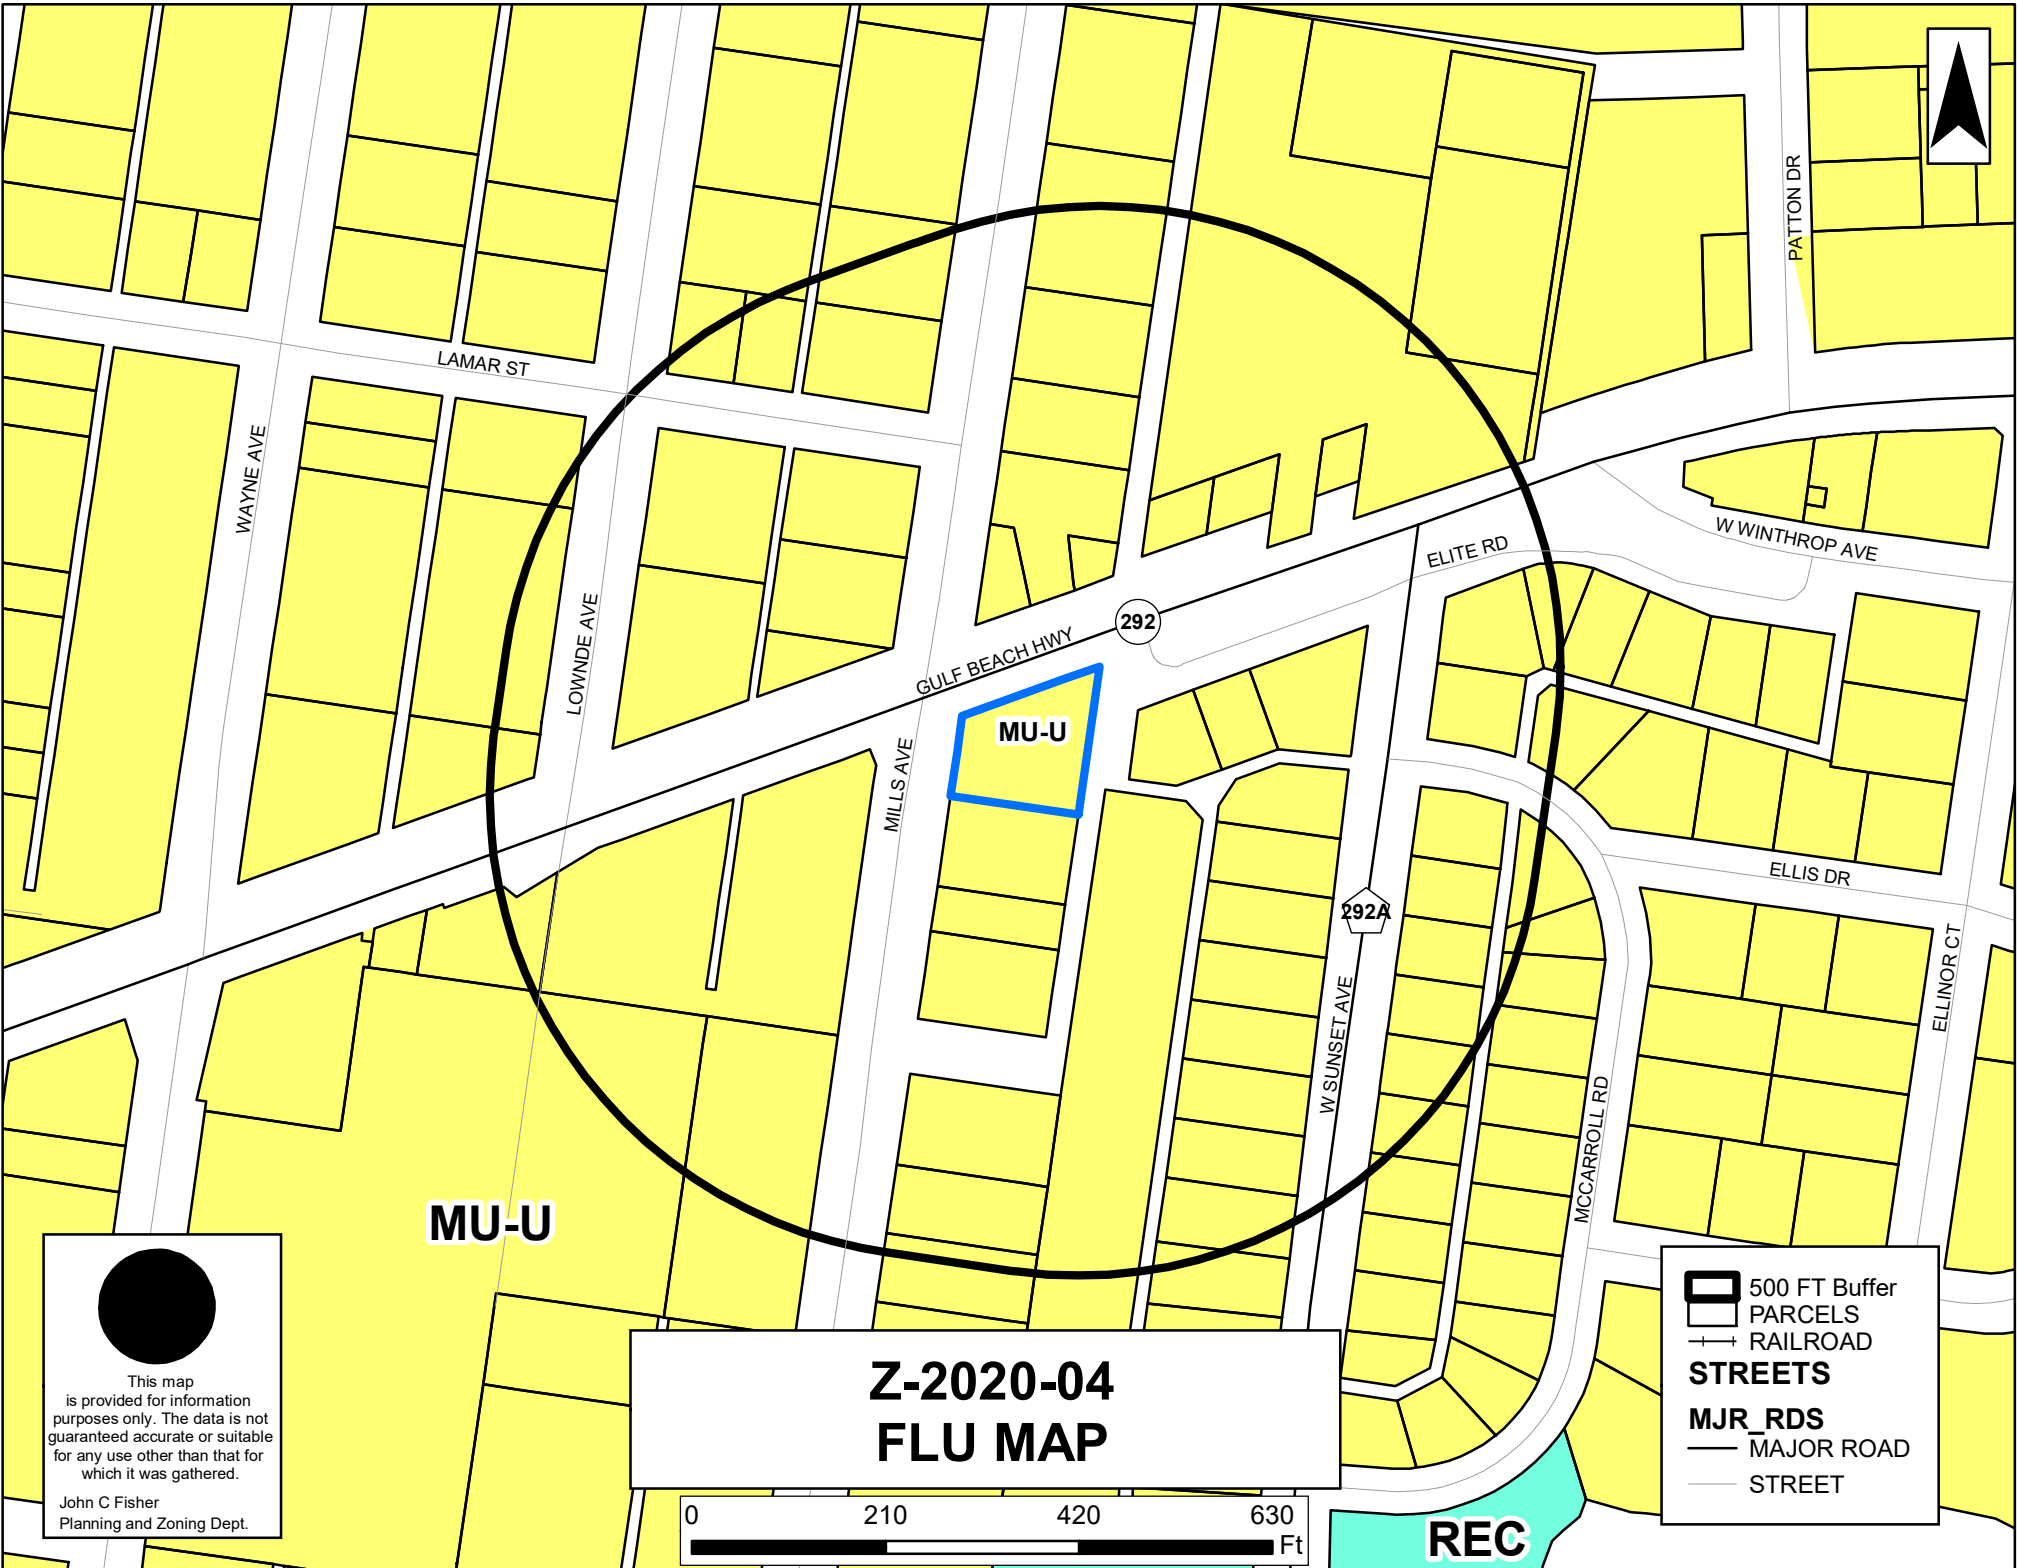 PATTON DR
LAMAR ST
WAYNE AVE
W WINTHROP AVE
ELITE RD
LOWNDE AVE
292
GULF BEACH HWY
MU-U
MILLS AVE
ELLIS DR
292A
ELLINOR CT
W SUNSET AVE
MCCARROLL RD
MU-U
This map
is provided for information
purposes only. The data is not
guaranteed accurate or suitable
for any use other than that for
which it was gathered.
John C Fisher
Planning and Zoning Dept.
Z-2020-04
FLU MAP
0 210 420 630
Ft
500 FT Buffer
PARCELS
RAILROAD
STREETS
MJR_RDS
MAJOR ROAD
STREET
REC